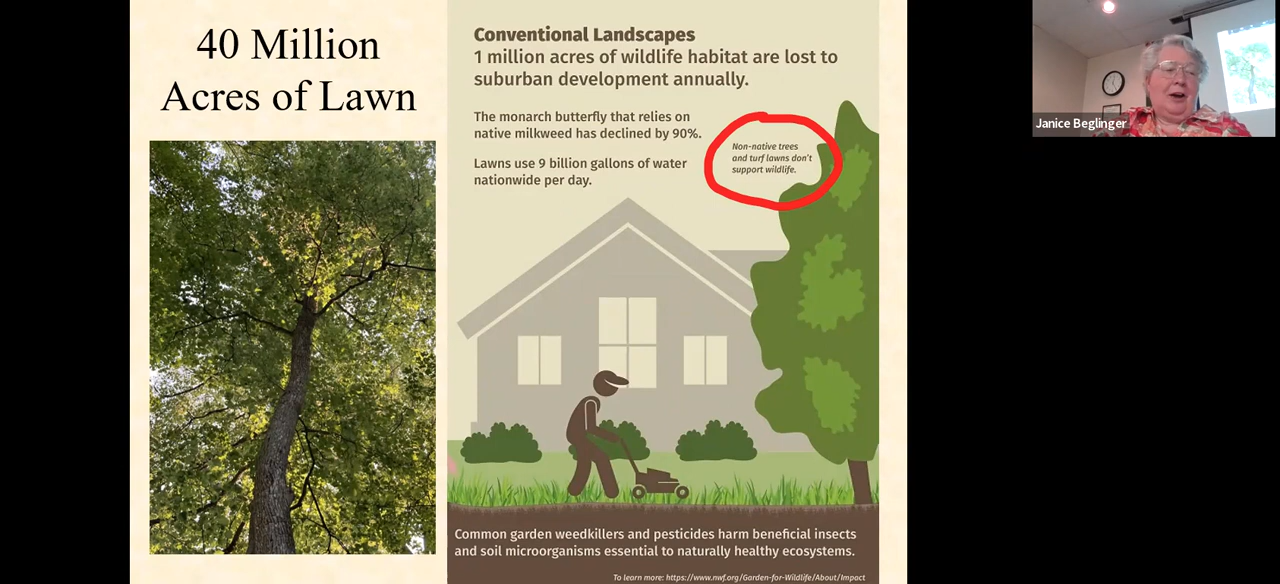 40 Million
Acres of Lawn
Conventional Landscapes
1 million acres of wildlife habitat are lost to
suburban development annually.
The monarch butterfly that relies on
native milkweed has declined by 90%.
Lawns use 9 billion gallons of water
nationwide per day.
Non-native trees
and turf lawns don't
support wildlife.
Common garden weedkillers and pesticides harm beneficial insects
and soil microorganisms essential to naturally healthy ecosystems.
To learn more: https://www.nwf.org/Garden-for-Wildlife/About/Impact
Janice Beglinger